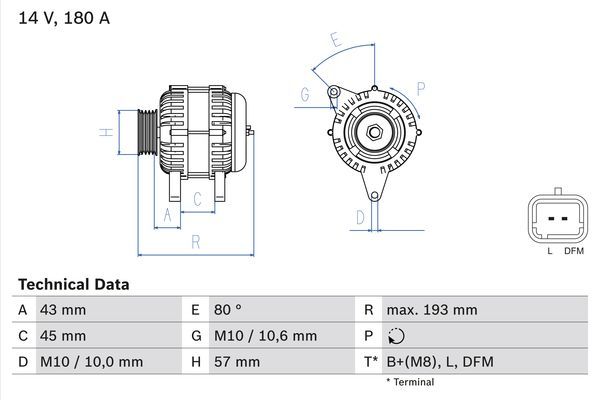 14 V, 180 A
E
P
G
H
A
C
D
R
L DFM
Technical Data
A 43 mm E 80 ° R max. 193 mm
C 45 mm G M10 / 10,6 mm P
D M10 / 10,0 mm H 57 mm T* B+(M8), L, DFM
* Terminal